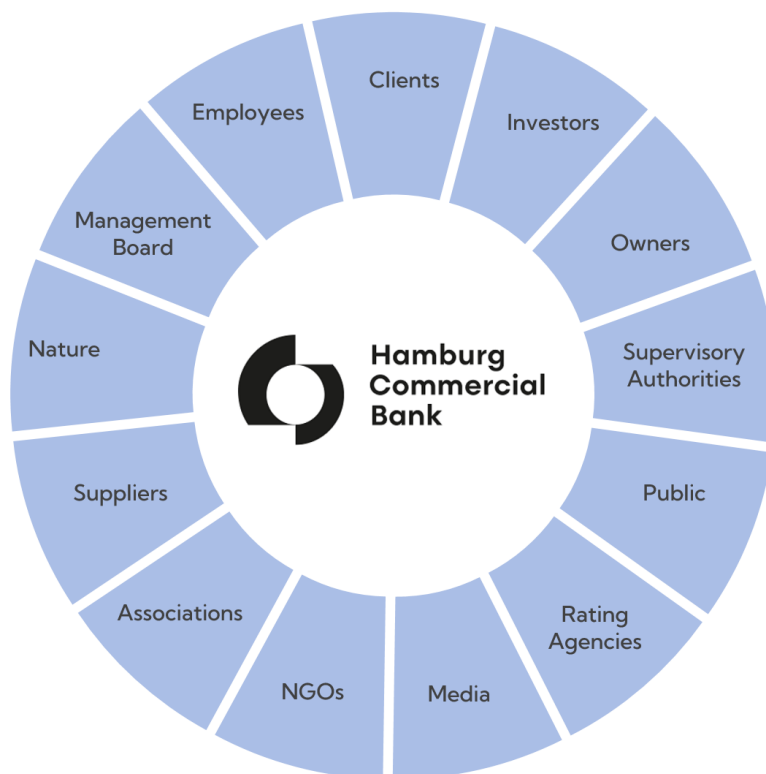 Clients
Investors
Owners
Supervisory
Authorities
Public
Rating
Agencies
Media
NGOs
Associations
Suppliers
Nature
Management
Board
Employees
Hamburg
Commercial
Bank